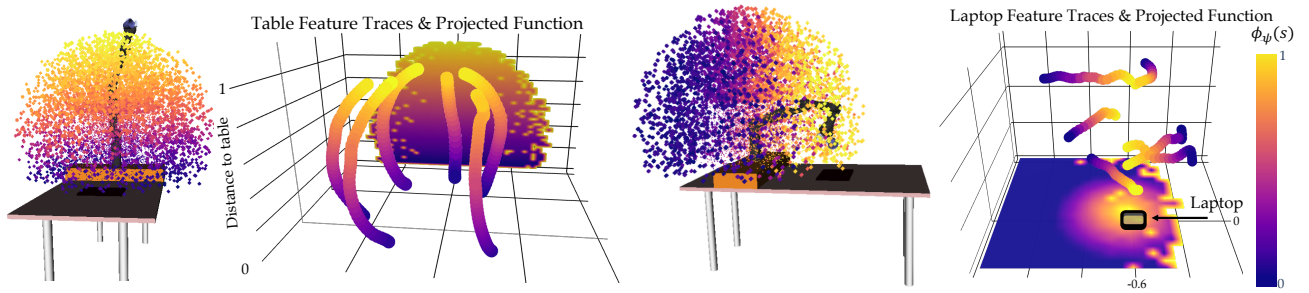 Table Feature Traces & Projected Function
Distance to table
1
0
Laptop Feature Traces & Projected Function
ϕ_ψ(s)
1
0
Laptop
0
-0.6